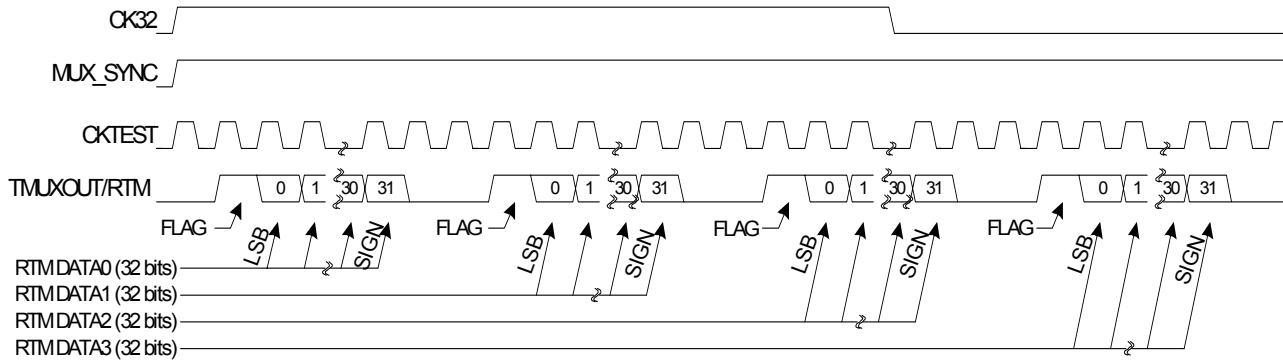 CK32
MUX_SYNC
CKTEST
TMUXOUT/RTM
0 1 30 31 0 1 30 31 0 1 30 31 0 1 30 31
FLAG FLAG FLAG FLAG
LSB SIGN LSB SIGN LSB SIGN LSB SIGN
RTM DATA0 (32 bits)
RTM DATA1 (32 bits)
RTM DATA2 (32 bits)
RTM DATA3 (32 bits)